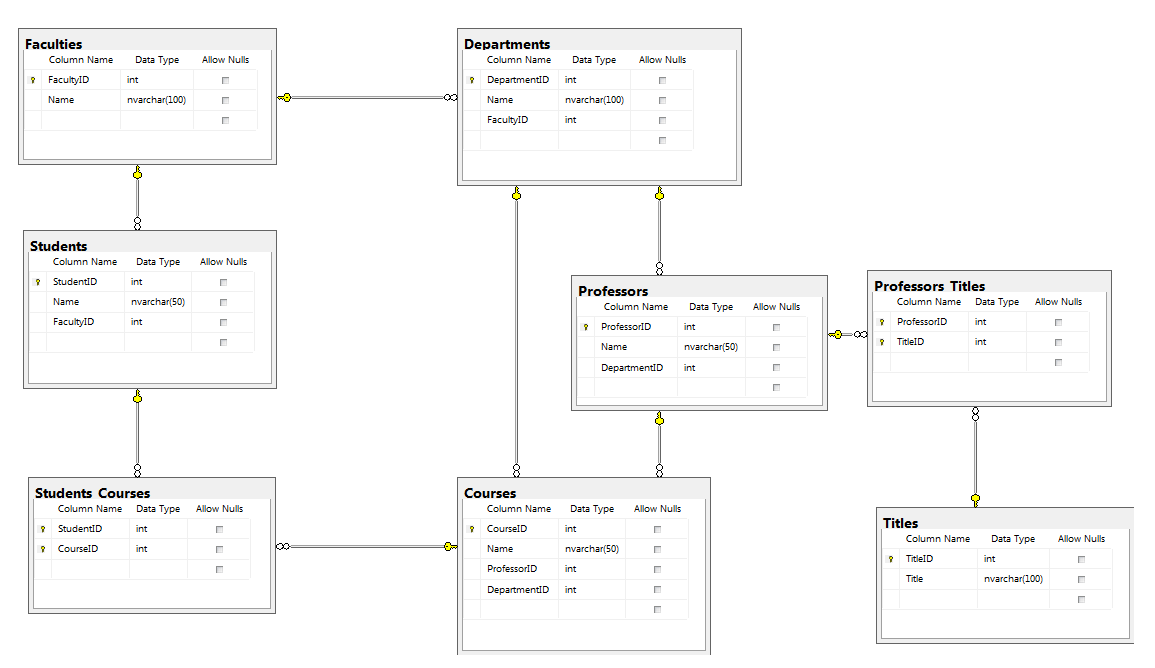 Faculties
Column Name Data Type Allow Nulls
FacultyID int
Name nvarchar(100)
Departments
Column Name Data Type Allow Nulls
DepartmentID int
Name nvarchar(100)
FacultyID int
Students
Column Name Data Type Allow Nulls
StudentID int
Name nvarchar(50)
FacultyID int
Professors
Column Name Data Type Allow Nulls
ProfessorID int
Name nvarchar(50)
DepartmentID int
Professors Titles
Column Name Data Type Allow Nulls
ProfessorID int
TitleID int
Students Courses
Column Name Data Type Allow Nulls
StudentID int
CourseID int
Courses
Column Name Data Type Allow Nulls
CourseID int
Name nvarchar(50)
ProfessorID int
DepartmentID int
Titles
Column Name Data Type Allow Nulls
TitleID int
Title nvarchar(100)